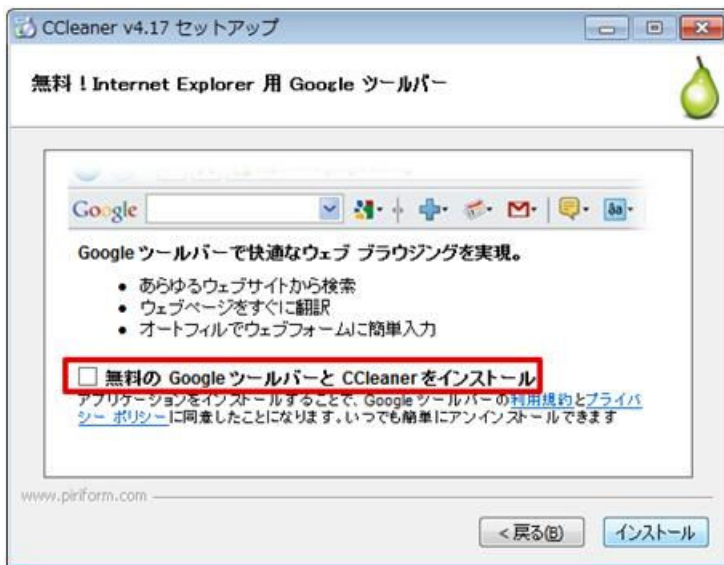 CCleaner v4.17 セットアップ
無料!Internet Explorer 用 Google ツールバー
Google
Google ツールバーで快適なウェブ ブラウジングを実現。
● あらゆるウェブサイトから検索
● ウェブページをすぐに翻訳
● オートフィルでウェブフォームに簡単入力
無料の Google ツールバーと CCleaner をインストール
アプリケーションをインストールすることで、Google ツールバーの利用規約とプライバ
シー ポリシーに同意したことになります。いつでも簡単にアンインストールできます
www.piriform.com
< 戻る(B)
インストール